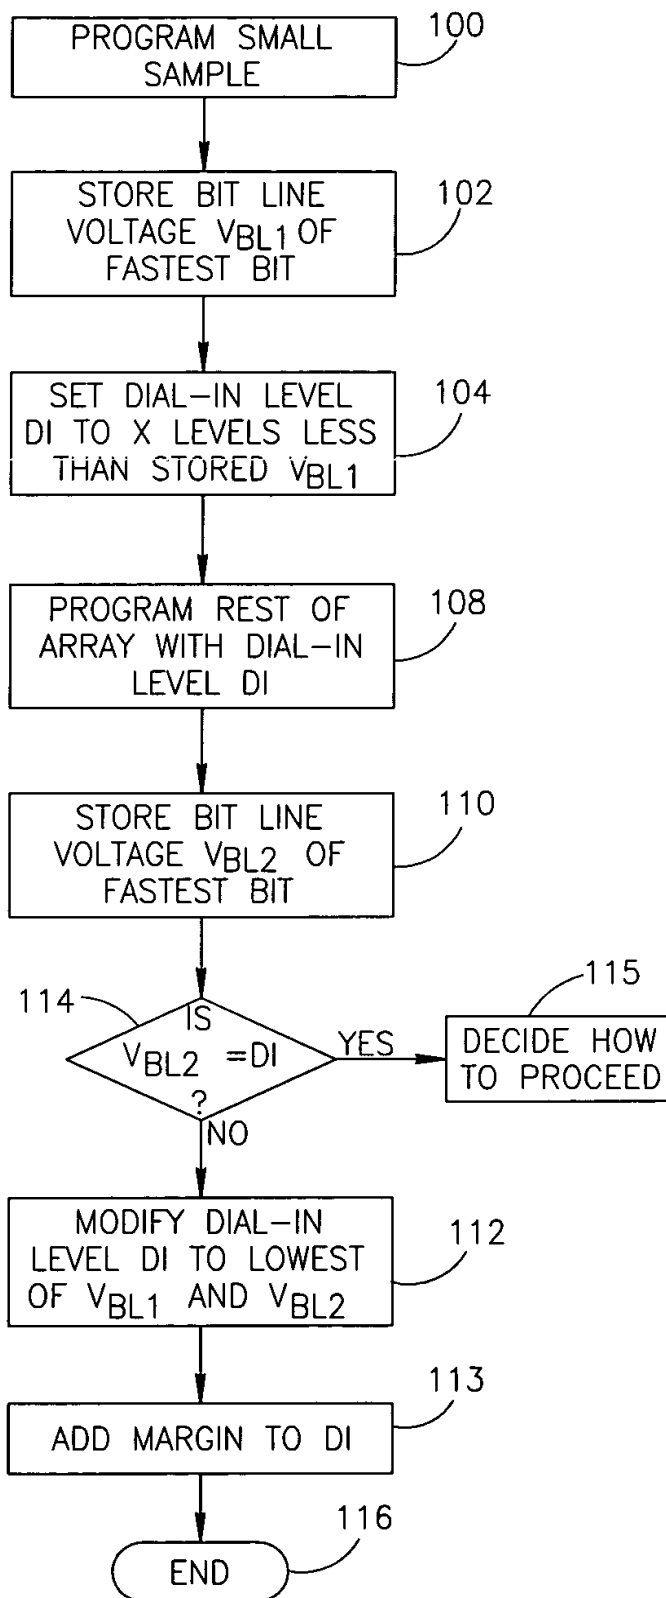 PROGRAM SMALL
SAMPLE
100
STORE BIT LINE
VOLTAGE VBL1 OF
FASTEST BIT
102
SET DIAL-IN LEVEL
DI TO X LEVELS LESS
THAN STORED VBL1
104
PROGRAM REST OF
ARRAY WITH DIAL-IN
LEVEL DI
108
STORE BIT LINE
VOLTAGE VBL2 OF
FASTEST BIT
110
114
IS
VBL2 =DI
?
YES
115
DECIDE HOW
TO PROCEED
NO
MODIFY DIAL-IN
LEVEL DI TO LOWEST
OF VBL1 AND VBL2
112
ADD MARGIN TO DI
113
END
116